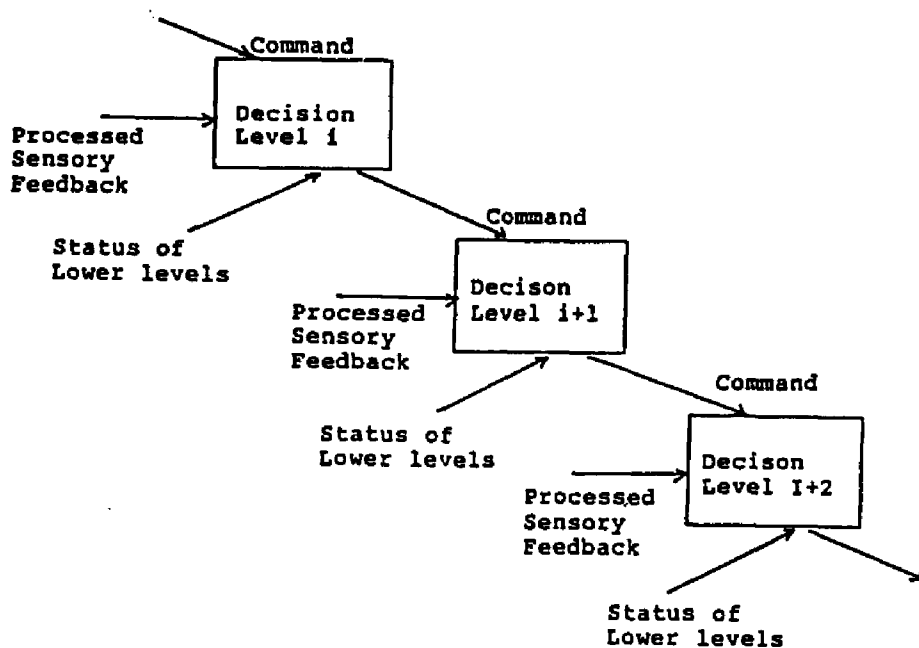 Command
Decision
Level i
Processed
Sensory
Feedback
Status of
Lower levels
Command
Decison
Level i+1
Processed
Sensory
Feedback
Status of
Lower levels
Command
Decison
Level I+2
Processed
Sensory
Feedback
Status of
Lower levels